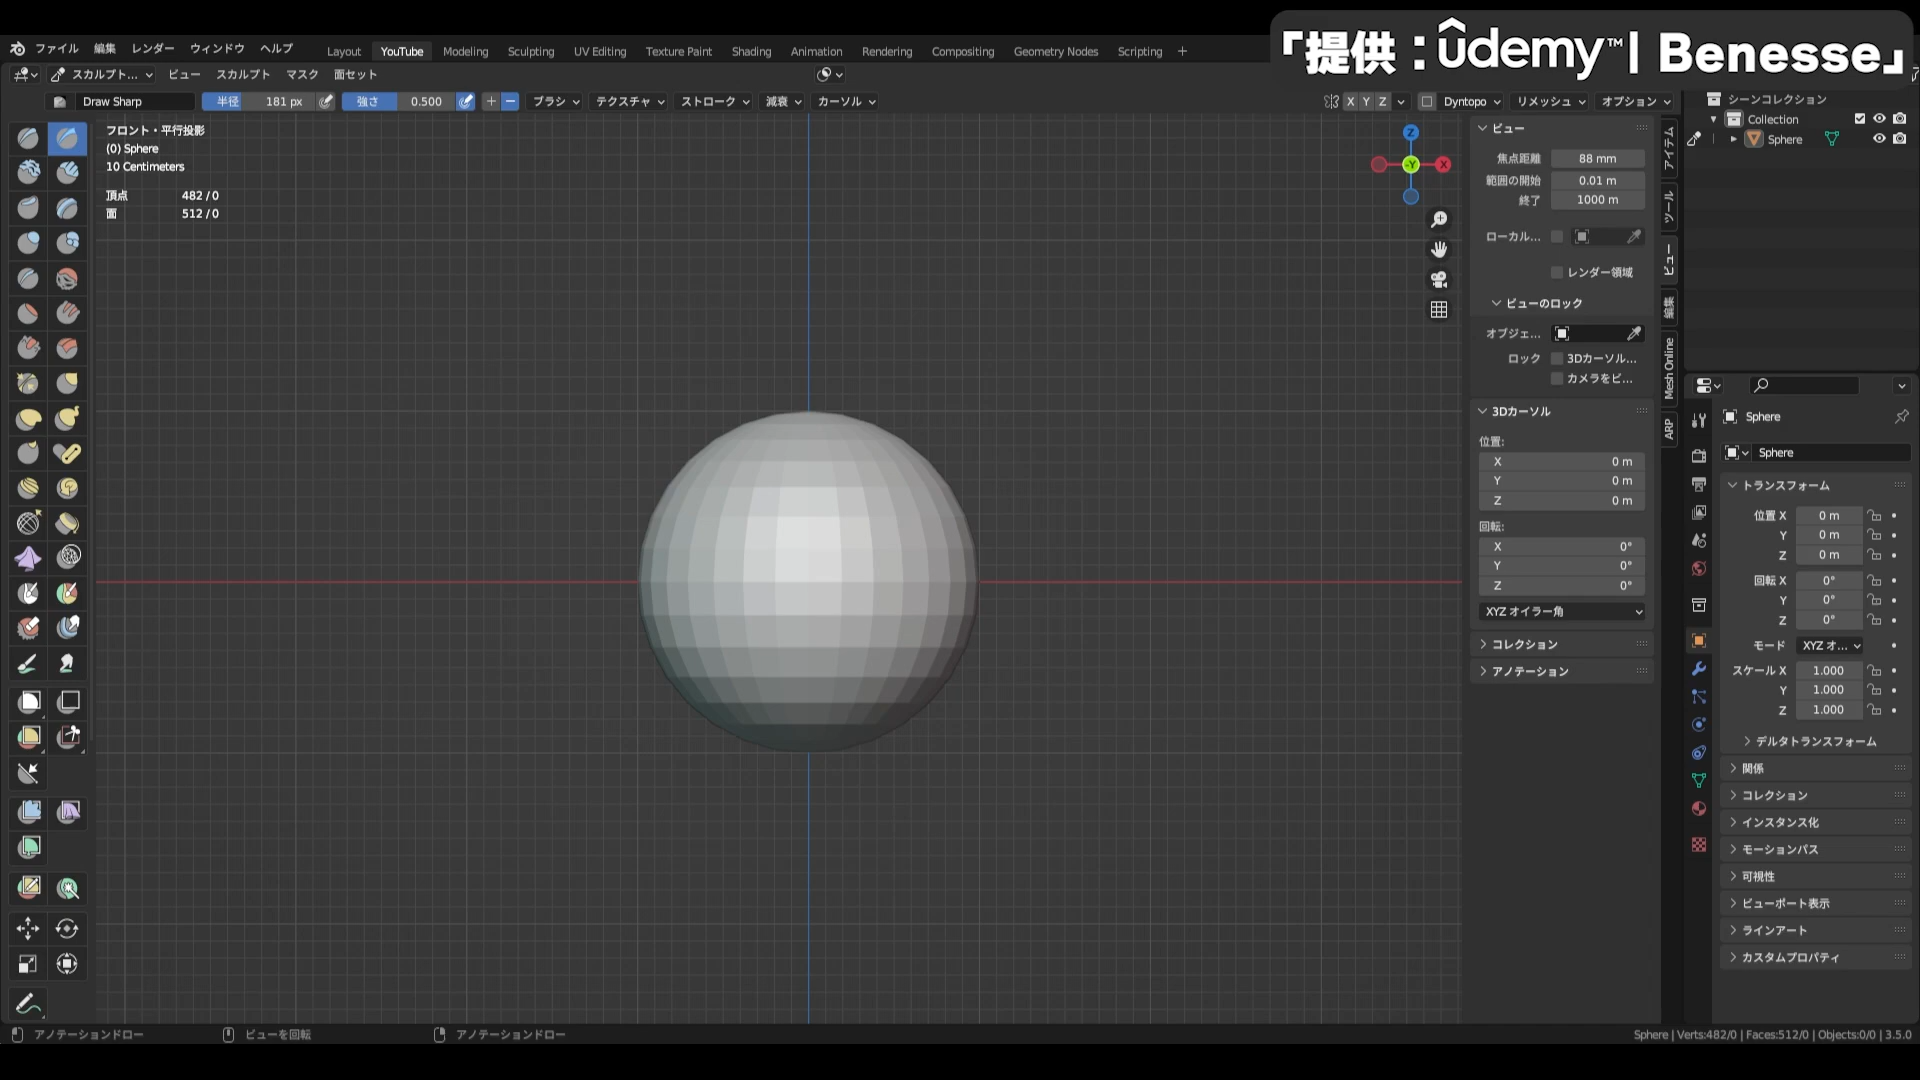 「提供：ûdemy™ | Benesse」
ファイル 編集 レンダー ウィンドウ ヘルプ Layout YouTube Modeling Sculpting UV Editing Texture Paint Shading Animation Rendering Compositing Geometry Nodes Scripting +
スカルプト... ビュー スカルプト マスク 面セット
Draw Sharp 半径 181 px 強さ 0.500 ブラシ テクスチャ ストローク 減衰 カーソル X Y Z Dyntopo リメッシュ オプション
フロント・平行投影
(0) Sphere
10 Centimeters
頂点 482 / 0
面 512 / 0
Z
Y
X
ビュー
焦点距離 88 mm
範囲の開始 0.01 m
終了 1000 m
ローカル...
レンダー領域
ビューのロック
オブジェ...
ロック 3Dカーソル...
カメラをビ...
3Dカーソル
位置:
X 0 m
Y 0 m
Z 0 m
回転:
X 0°
Y 0°
Z 0°
XYZ オイラー角
コレクション
アノテーション
アイテム
ツール
ビュー
編集
Mesh Online
ARP
シーンコレクション
Collection
Sphere
Sphere
Sphere
トランスフォーム
位置 X 0 m
Y 0 m
Z 0 m
回転 X 0°
Y 0°
Z 0°
モード XYZ オ...
スケール X 1.000
Y 1.000
Z 1.000
デルタトランスフォーム
関係
コレクション
インスタンス化
モーションパス
可視性
ビューポート表示
ラインアート
カスタムプロパティ
アノテーションドロー ビューを回転 アノテーションドロー Sphere | Verts:482/0 | Faces:512/0 | Objects:0/0 | 3.5.0